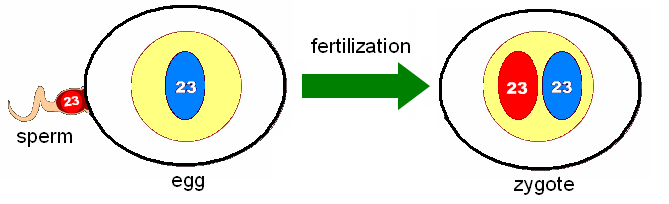 fertilization
23
23
23
23
sperm
egg
zygote